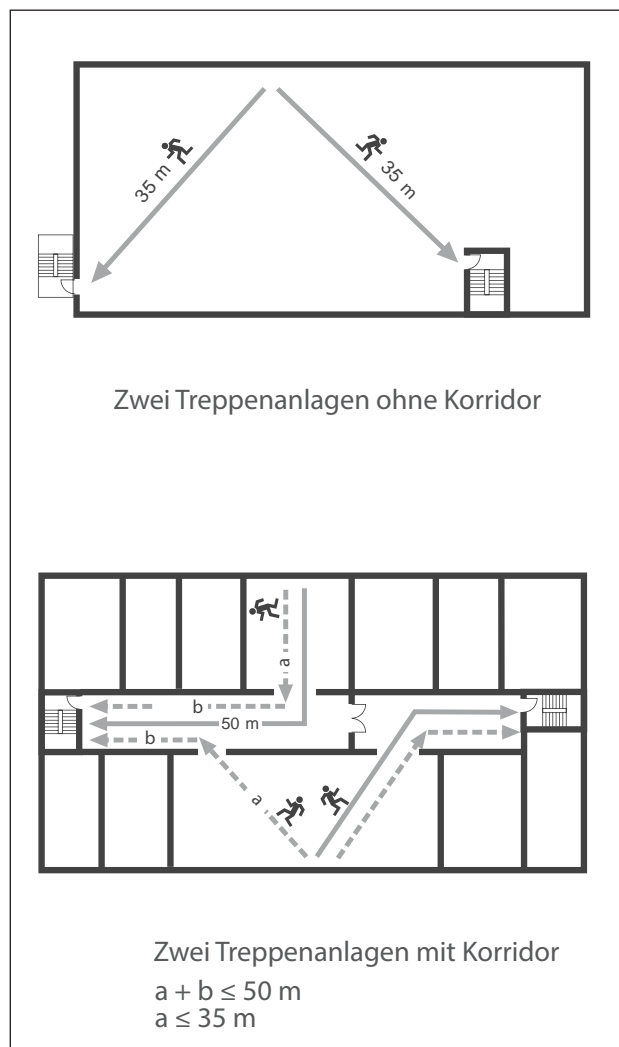 35 m
35 m
Zwei Treppenanlagen ohne Korridor
a
b
50 m
b
a
Zwei Treppenanlagen mit Korridor
a + b ≤ 50 m
a ≤ 35 m